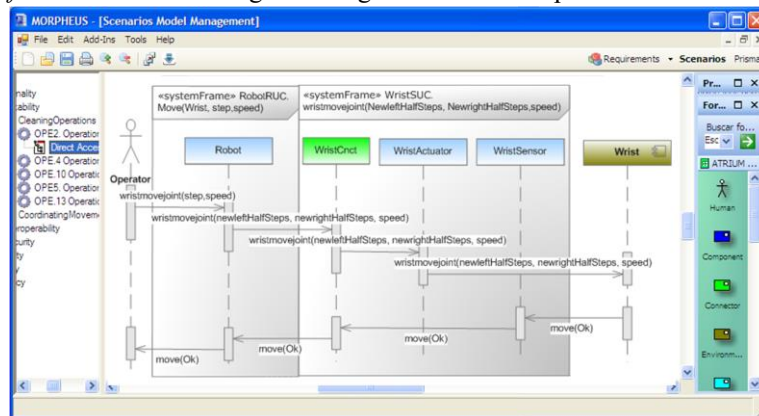 MORPHEUS - [Scenarios Model Management]
File Edit Add-Ins Tools Help
Requirements Scenarios Prisma
nality
ability
CleaningOperations
OPE2. Operation
Direct Acce
OPE.4 Operation
OPE.10 Operatic
OPE5. Operation
OPE.13 Operatic
CoordinatingMovem
roperability
curity
ty
y
cy
«systemFrame» RobotRUC.
Move(Wrist, step,speed)
«systemFrame» WristSUC.
wristmovejoint(NewleftHalfSteps, NewrightHalfSteps,speed)
Operator
Robot
WristCnct
WristActuator
WristSensor
Wrist
wristmovejoint(step,speed)
wristmovejoint(newleftHalfSteps, newrightHalfSteps, speed)
wristmovejoint(newleftHalfSteps, newrightHalfSteps, speed)
wristmovejoint(newleftHalfSteps, newrightHalfSteps, speed)
move(Ok)
move(Ok)
move(Ok)
move(Ok)
Pr...
For...
Buscar fo...
Esc
ATRIUM ...
Human
Component
Connector
Environm...